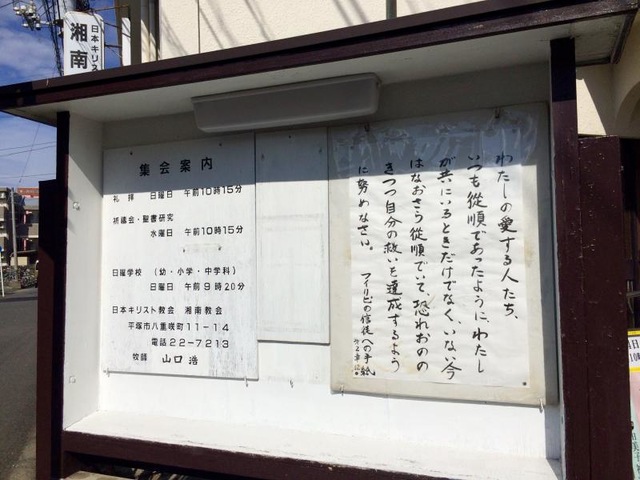 日本キリスト
湘南
集会案内
礼拝 日曜日 午前10時15分
祈禱会・聖書研究
水曜日 午前10時15分
日曜学校 (幼・小学・中学科)
日曜日 午前9時20分
日本キリスト教会 湘南教会
平塚市八重咲町11-14
電話22-7213
牧師 山口 浩
わたしの愛する人たち、
いつも従順であったように、わたし
が共にいるときだけでなく、いない今
はなおさら従順でいて、恐れおのの
きつつ自分の救いを達成するよう
に努めなさい。
フィリピの信徒への手紙